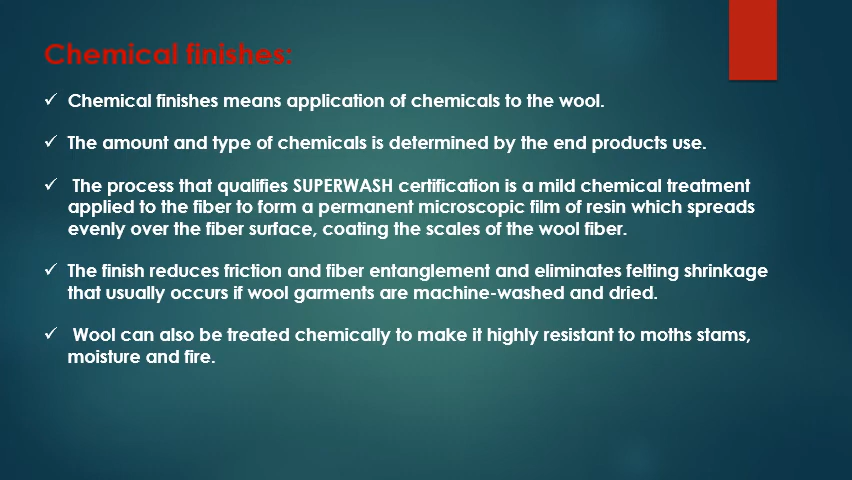 Chemical finishes:
✓ Chemical finishes means application of chemicals to the wool.
✓ The amount and type of chemicals is determined by the end products use.
✓ The process that qualifies SUPERWASH certification is a mild chemical treatment
applied to the fiber to form a permanent microscopic film of resin which spreads
evenly over the fiber surface, coating the scales of the wool fiber.
✓ The finish reduces friction and fiber entanglement and eliminates felting shrinkage
that usually occurs if wool garments are machine-washed and dried.
✓ Wool can also be treated chemically to make it highly resistant to moths stams,
moisture and fire.